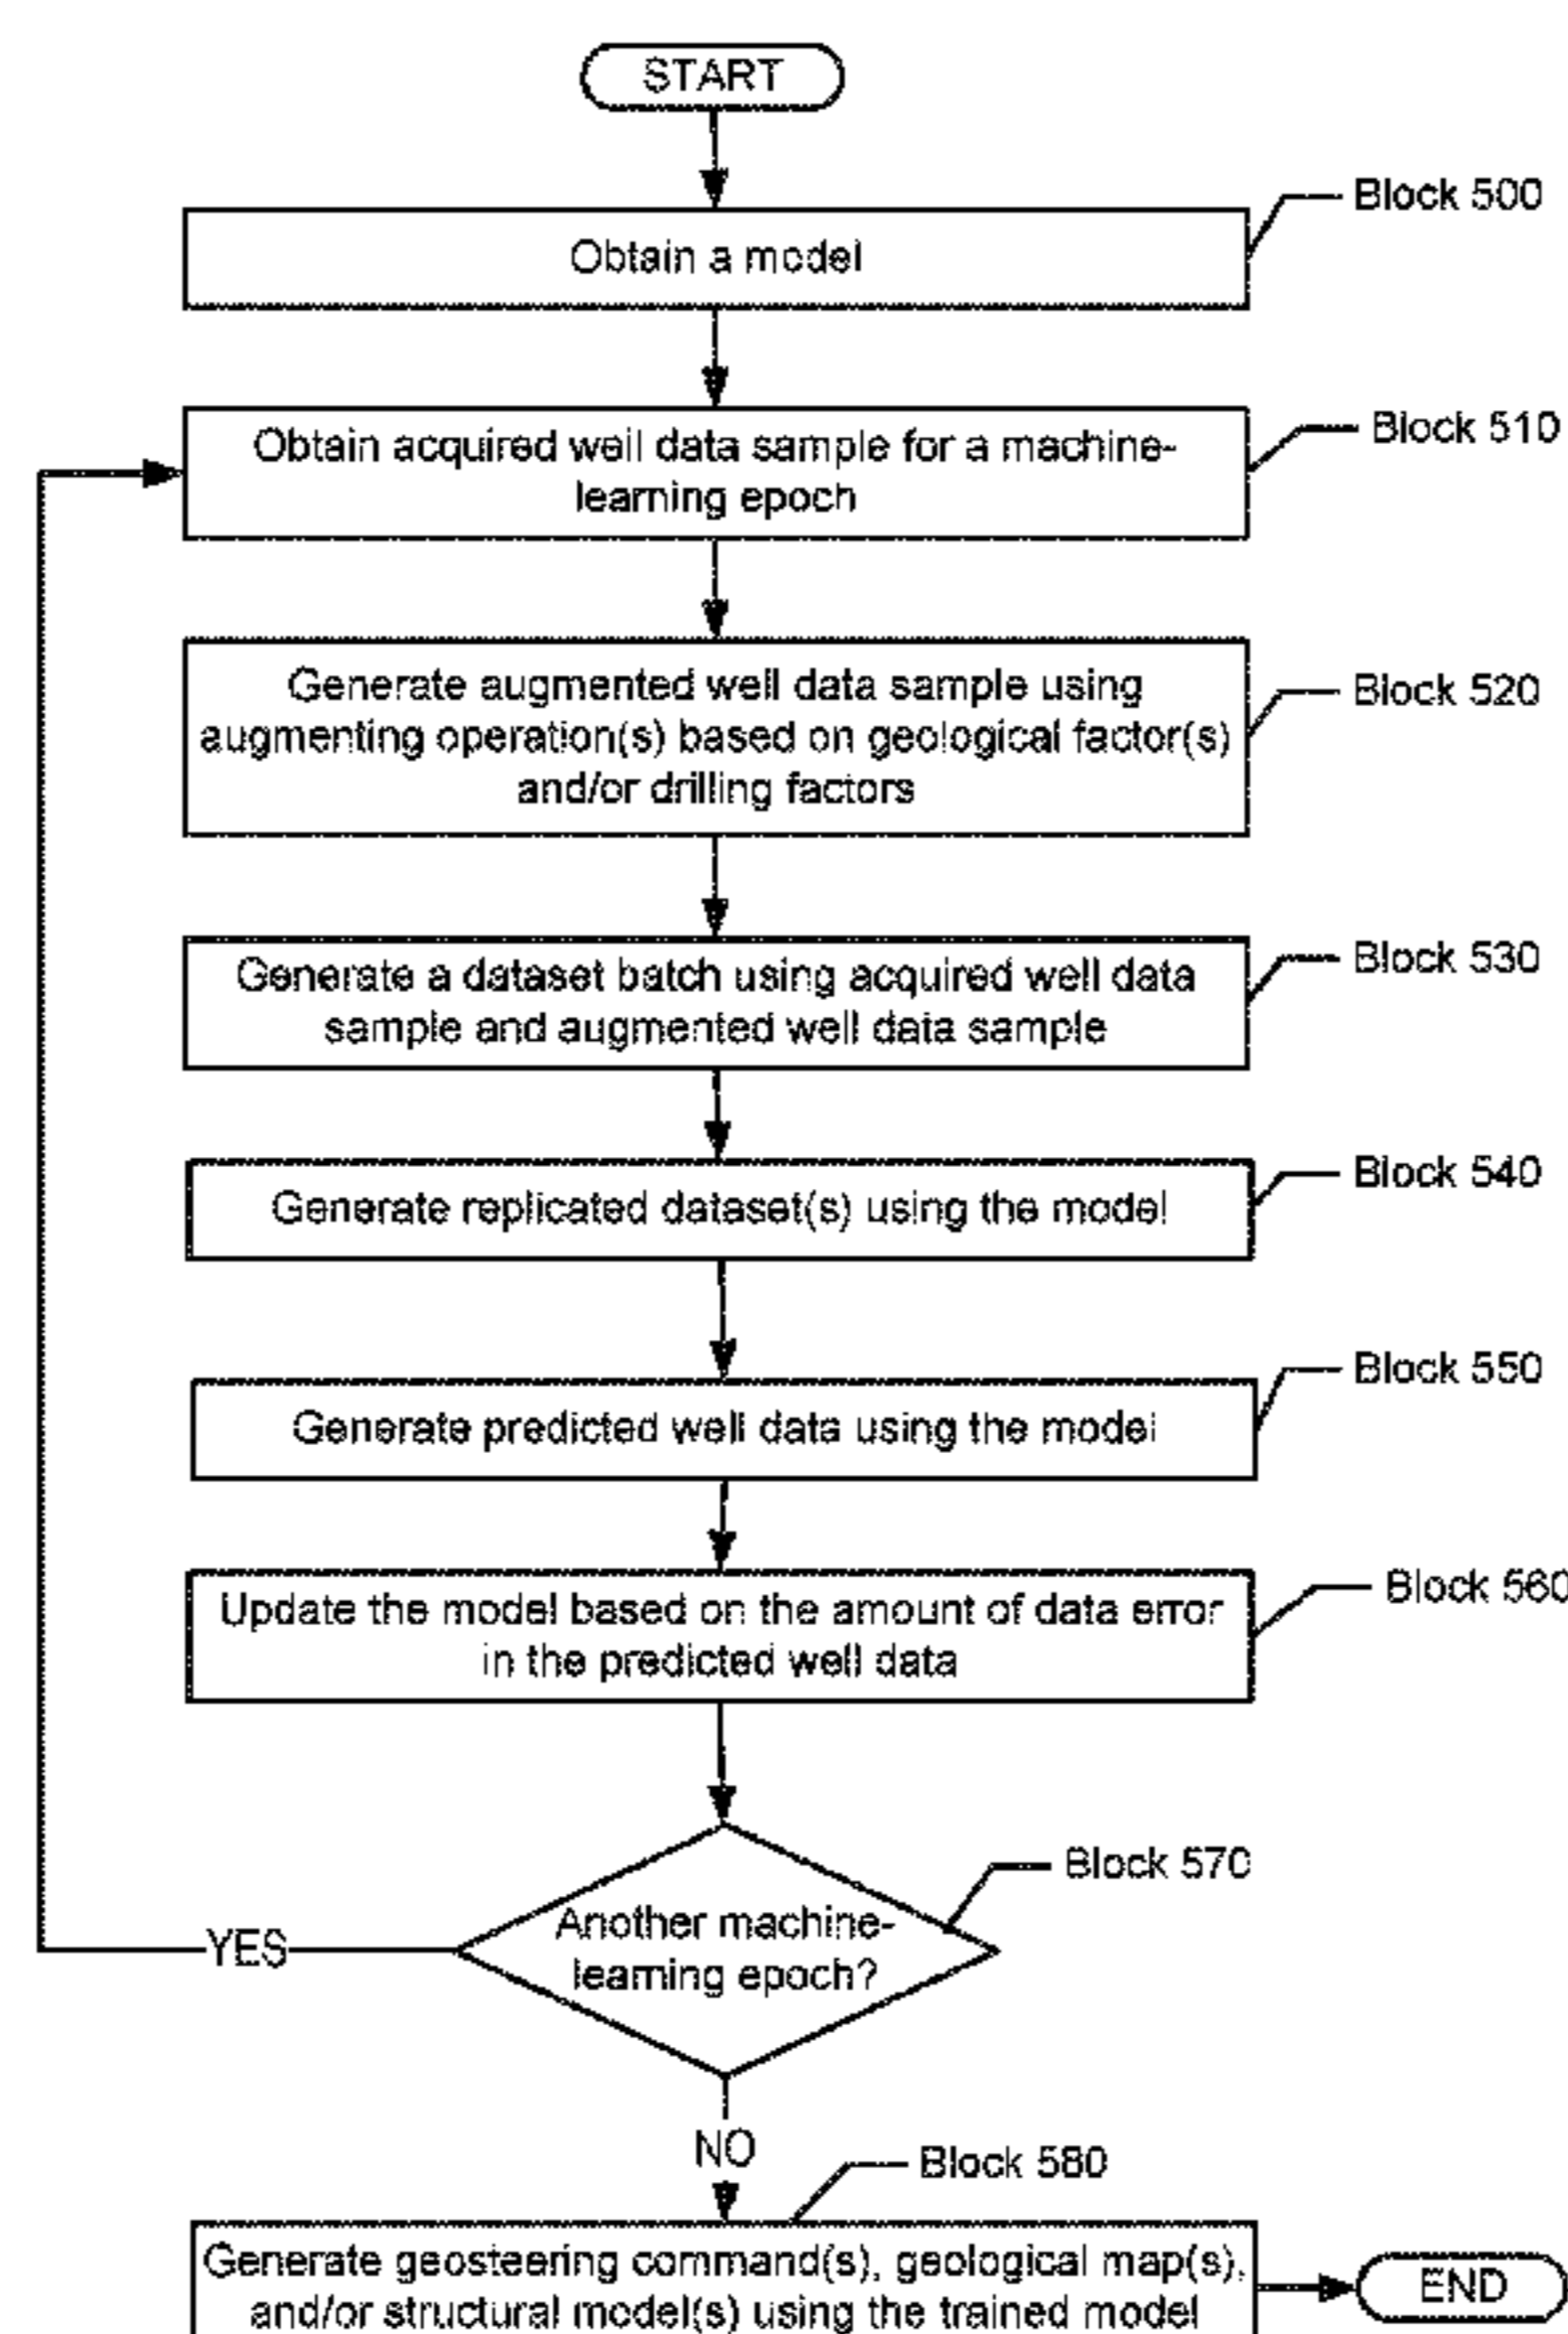 START
Block 500
Obtain a model
Block 510
Obtain acquired well data sample for a machine-
learning epoch
Block 520
Generate augmented well data sample using
augmenting operation(s) based on geological factor(s)
and/or drilling factors
Block 530
Generate a dataset batch using acquired well data
sample and augmented well data sample
Block 540
Generate replicated dataset(s) using the model
Block 550
Generate predicted well data using the model
Block 560
Update the model based on the amount of data error
in the predicted well data
Block 570
Another machine-
learning epoch?
YES
NO
Block 580
Generate geosteering command(s), geological map(s),
and/or structural model(s) using the trained model
END